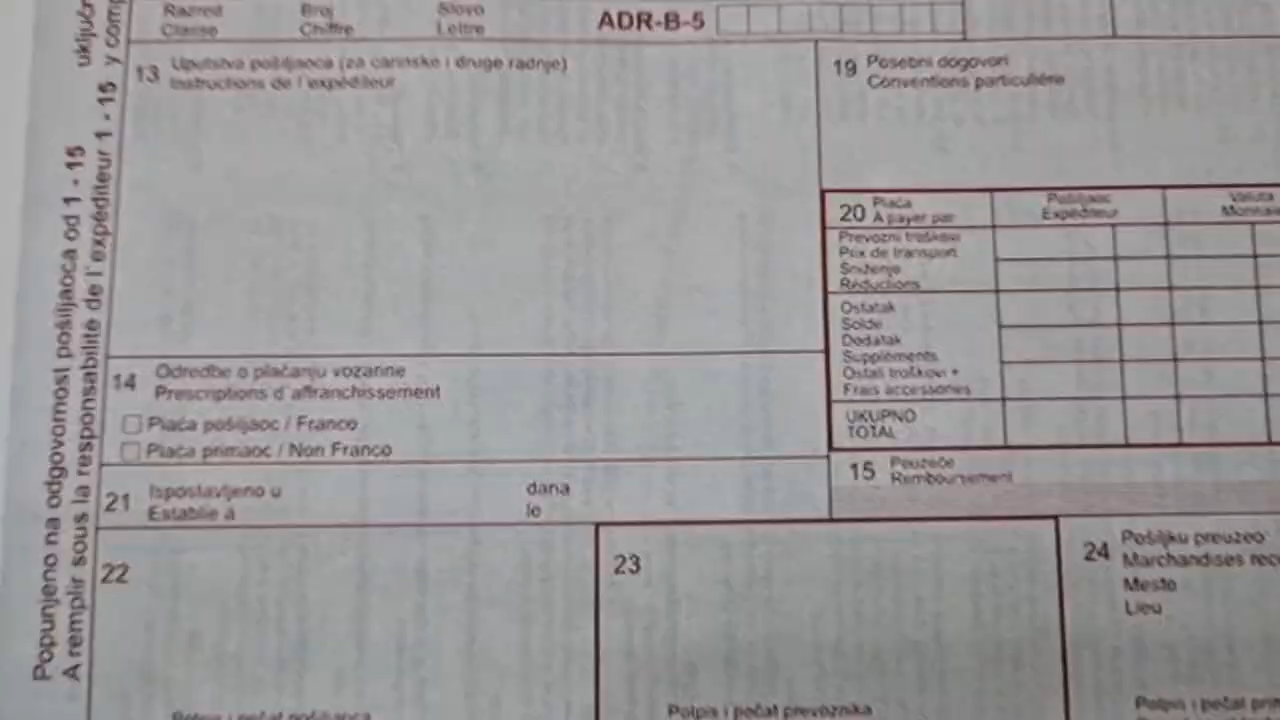 Razred Broj Slovo
Classe Chiffre Lettre
ADR-B-5
13 Uputstva pošiljaoca (za carinske i druge radnje)
Instructions de l'expéditeur
19 Posebni dogovori
Conventions particulière
20 Plaća
A payer par
Pošiljaoc
Expéditeur
Valuta
Prevozni troškovi
Prix de transport
Sniženje
Réductions
Ostatak
Solde
Dodatak
Suppléments
Ostali troškovi +
Frais accessories
UKUPNO
TOTAL
14 Odredbe o plaćanju vozarine
Prescriptions d'affranchissement
Plaća pošiljaoc / Franco
Plaća primaoc / Non Franco
15 Pouzeće
Remboursement
21 Ispostavljeno u dana
Establie à le
22
23
24 Pošiljku preuzeo
Marchandises rec
Mesto
Lieu
Potpis i pečat pošiljaoca
Potpis i pečat prevoznika
Potpis i pečat pri
Popunjeno na odgovornost pošiljaoca od 1 - 15
A remplir sous la responsabilité de l'expéditeur 1 - 15
uključ
y comp